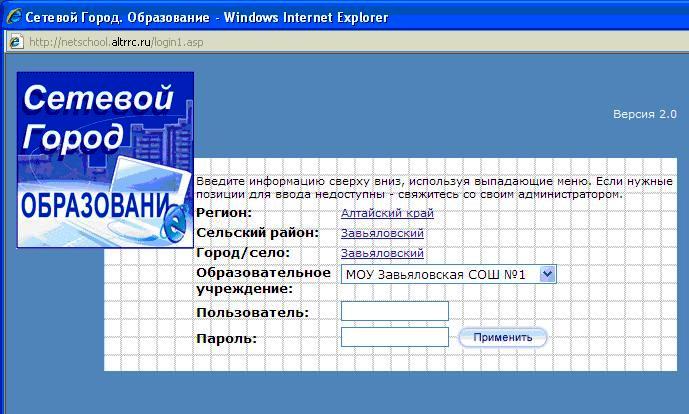 Сетевой Город. Образование - Windows Internet Explorer
http://netschool.altrrc.ru/login1.asp
Сетевой
Город
ОБРАЗОВАНИ
Версия 2.0
Введите информацию сверху вниз, используя выпадающие меню. Если нужные
позиции для ввода недоступны - свяжитесь со своим администратором.
Регион: Алтайский край
Сельский район: Завьяловский
Город/село: Завьяловский
Образовательное
учреждение: МОУ Завьяловская СОШ №1
Пользователь:
Пароль: Применить